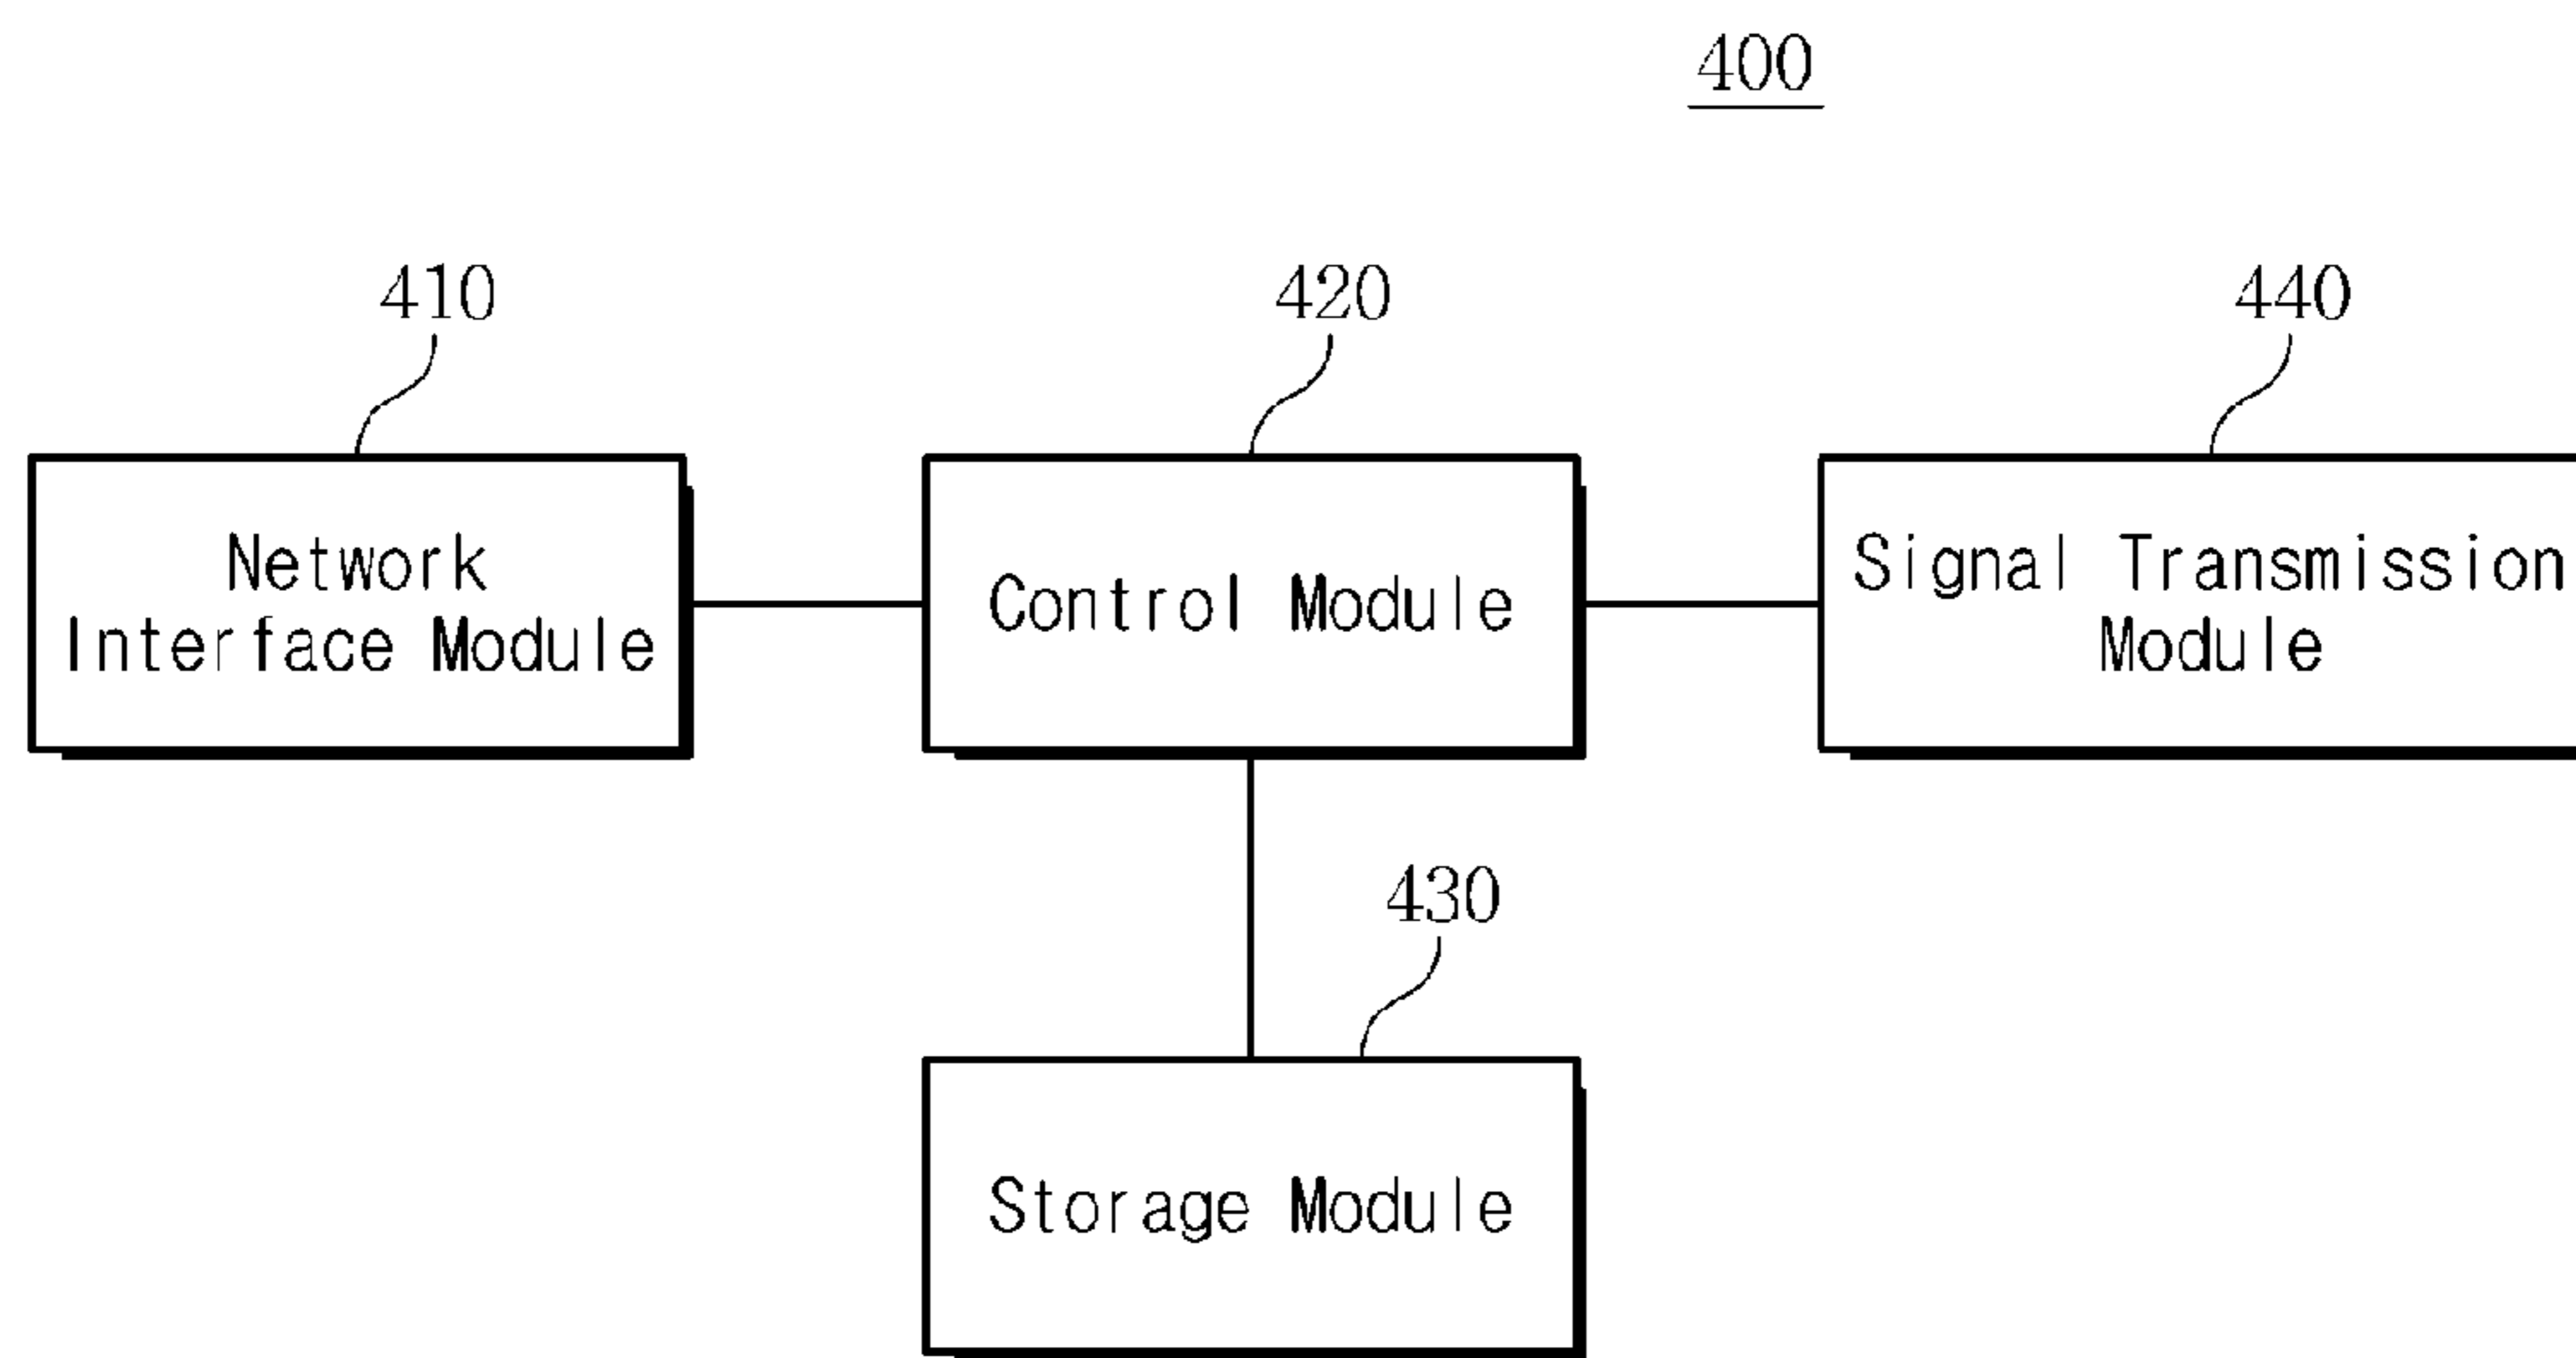 400
410
420
440
Network
Interface Module
Control Module
Signal Transmission
Module
430
Storage Module